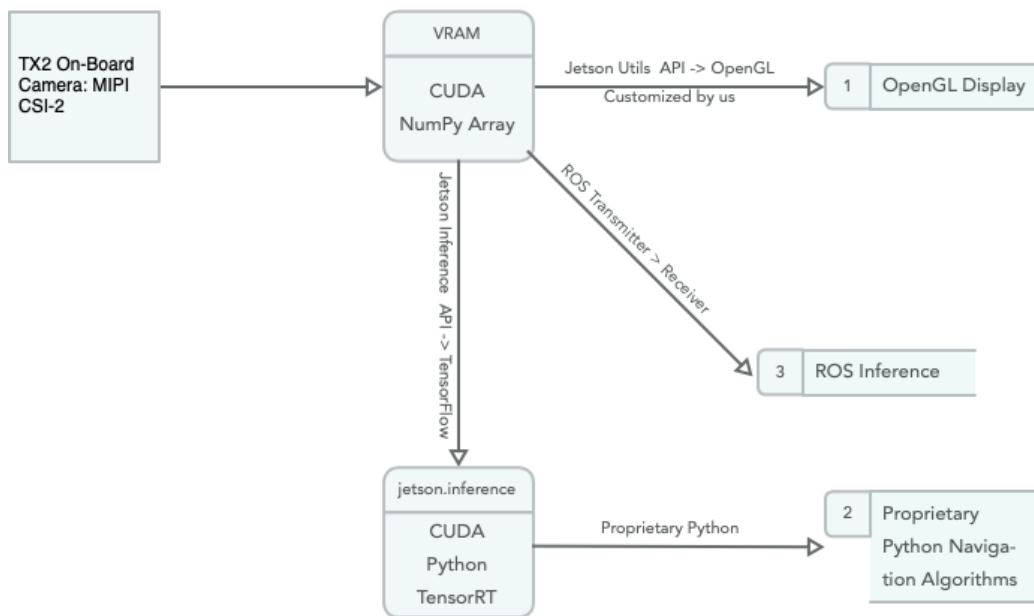 TX2 On-Board
Camera: MIPI
CSI-2
VRAM
CUDA
NumPy Array
Jetson Utils API -> OpenGL
Customized by us
1
OpenGL Display
Jetson Inference API -> TensorFlow
ROS Transmitter > Receiver
3
ROS Inference
jetson.inference
CUDA
Python
TensorRT
Proprietary Python
2
Proprietary
Python Naviga-
tion Algorithms